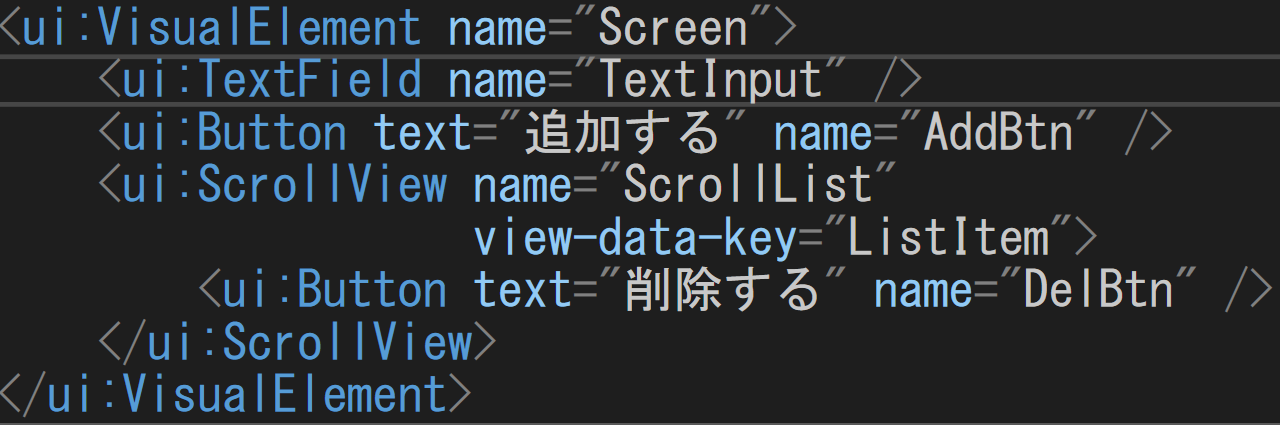 <ui:VisualElement name="Screen">
<ui:TextField name="TextInput" />
<ui:Button text="追加する" name="AddBtn" />
<ui:ScrollView name="ScrollList"
view-data-key="ListItem">
<ui:Button text="削除する" name="DelBtn" />
</ui:ScrollView>
</ui:VisualElement>